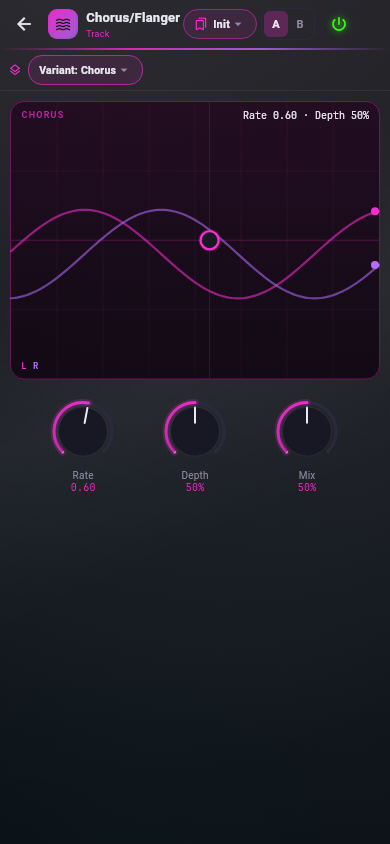 Chorus/Flanger
Track
Init
A B
Variant: Chorus
CHORUS
Rate 0.60 · Depth 50%
L R
Rate Depth Mix
0.60 50% 50%